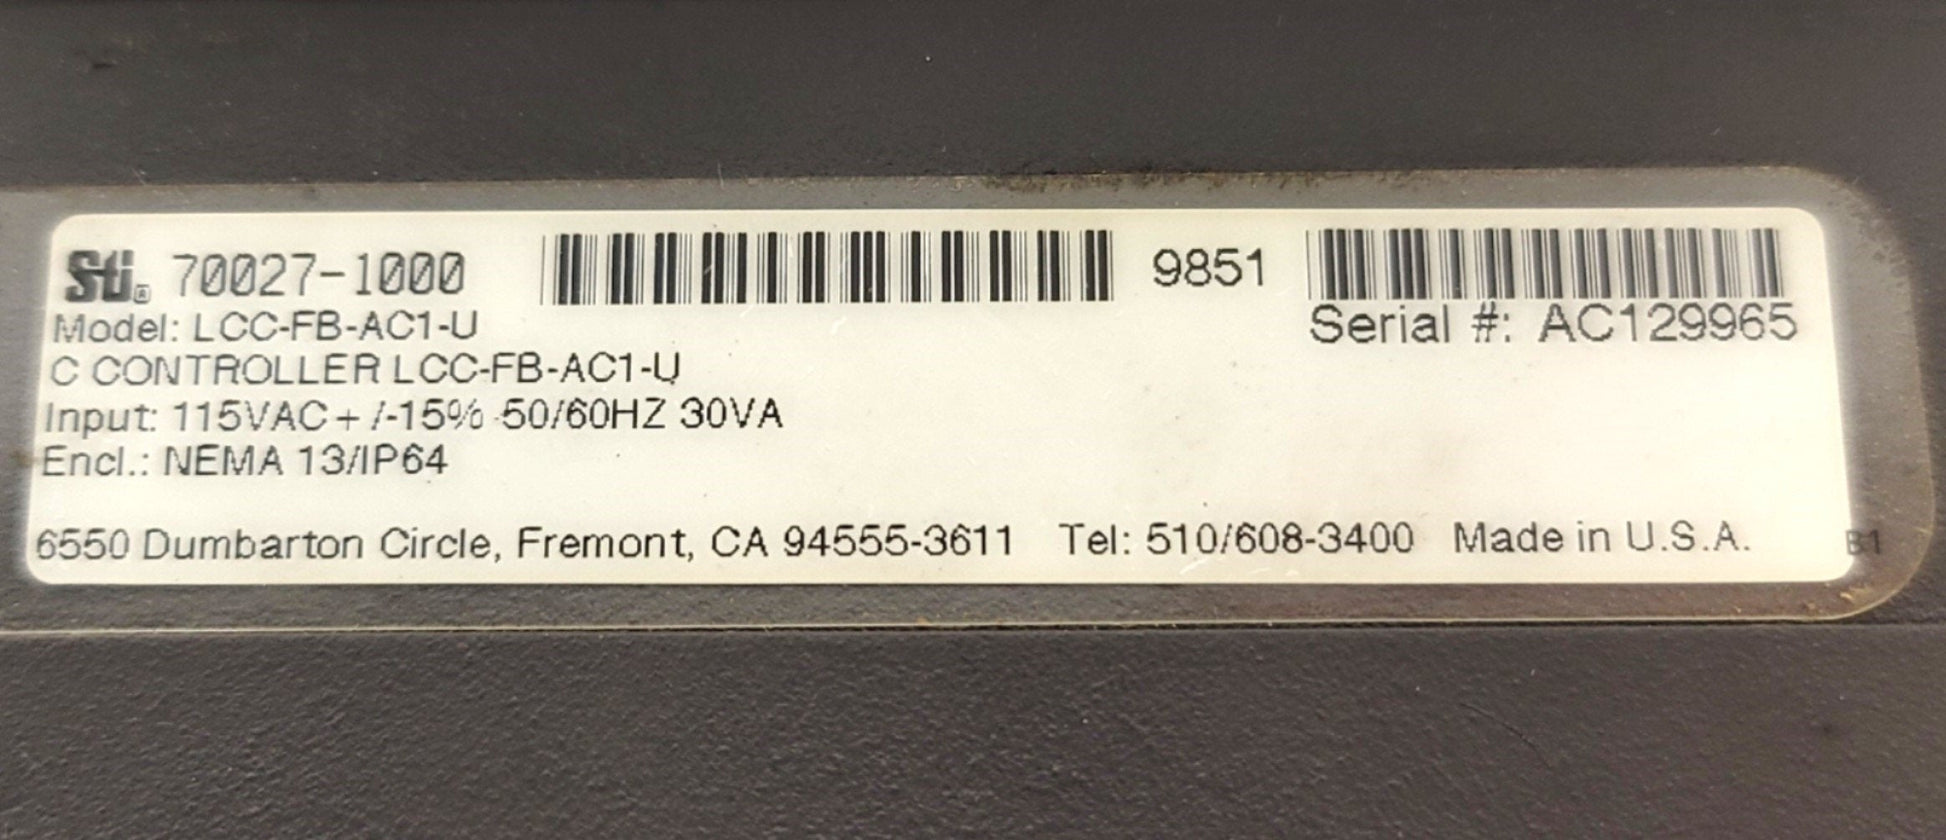 Sti® 70027-1000 9851
Serial #: AC129965
Model: LCC-FB-AC1-U
C CONTROLLER LCC-FB-AC1-U
Input: 115VAC+/-15% 50/60HZ 30VA
Encl.: NEMA 13/IP64
6550 Dumbarton Circle, Fremont, CA 94555-3611 Tel: 510/608-3400 Made in U.S.A. B1